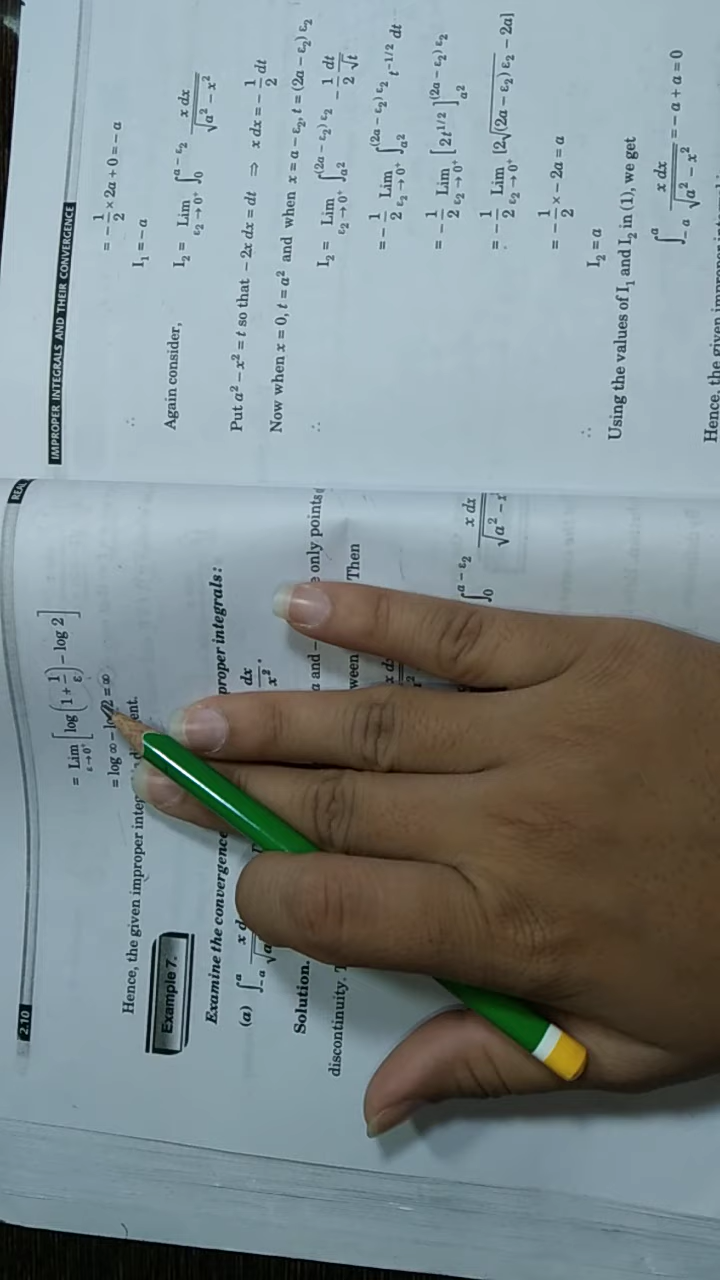 2.10
REAL
= Lim ε→0⁺ [log (1 + 1/ε) − log 2]
= log ∞ − = ∞
Hence, the given improper ent.
Example 7.
Examine the convergence proper integrals:
(a) ∫₋ₐᵃ x dx/x².
Solution. a and only points
discontinuity. Then
∫₀^(a − ε₂) x dx/√(a² −
IMPROPER INTEGRALS AND THEIR CONVERGENCE
= − 1/2 × 2a + 0 = − a
∴ I₁ = − a
Again consider, I₂ = Lim ε₂→0⁺ ∫₀^(a − ε₂) x dx/√(a² − x²)
Put a² − x² = t so that − 2x dx = dt ⇒ x dx = − 1/2 dt
Now when x = 0, t = a² and when x = a − ε₂, t = (2a − ε₂) ε₂
∴ I₂ = Lim ε₂→0⁺ ∫ₐ²^((2a − ε₂) ε₂) − 1/2 dt/√t
= − 1/2 Lim ε₂→0⁺ ∫ₐ²^((2a − ε₂) ε₂) t^(−1/2) dt
= − 1/2 Lim ε₂→0⁺ [2t^(1/2)]ₐ²^((2a − ε₂) ε₂)
= − 1/2 Lim ε₂→0⁺ [2√((2a − ε₂) ε₂) − 2a]
= − 1/2 × − 2a = a
∴ I₂ = a
Using the values of I₁ and I₂ in (1), we get
∫₋ₐᵃ x dx/√(a² − x²) = − a + a = 0
Hence, the given improper